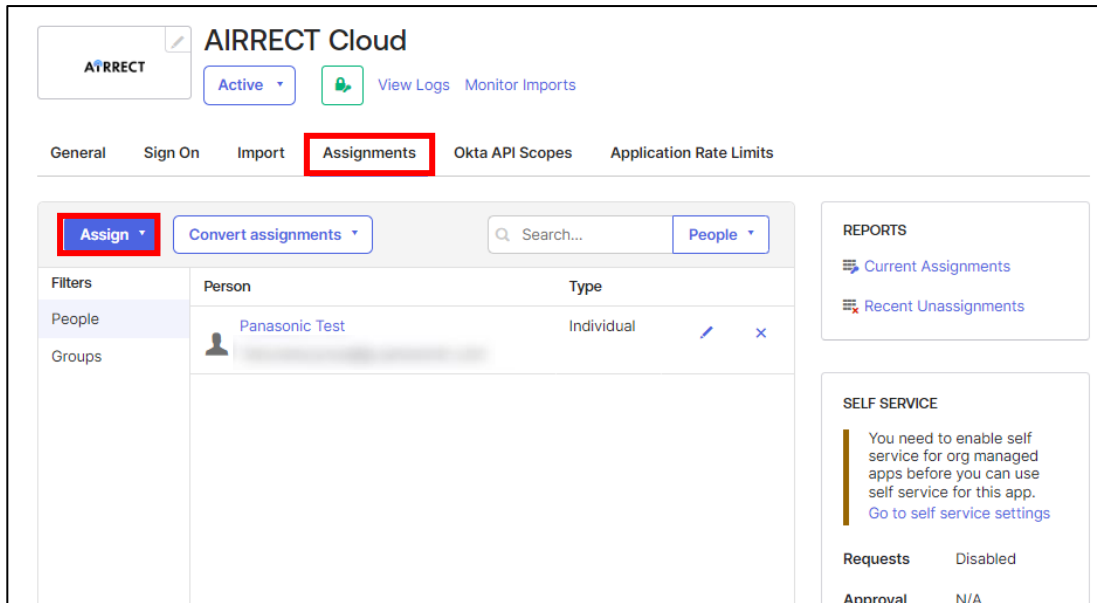 AIRRECT
AIRRECT Cloud
Active
View Logs
Monitor Imports
General
Sign On
Import
Assignments
Okta API Scopes
Application Rate Limits
Assign
Convert assignments
Search...
People
Filters
People
Groups
Person
Type
Panasonic Test
Individual
REPORTS
Current Assignments
Recent Unassignments
SELF SERVICE
You need to enable self
service for org managed
apps before you can use
self service for this app.
Go to self service settings
Requests
Disabled
Approval
N/A